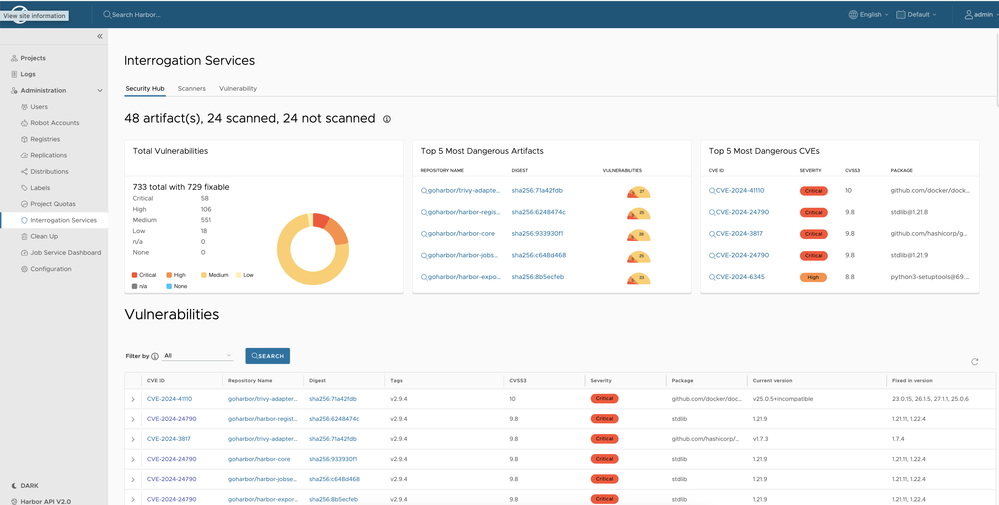 View site information
Search Harbor...
English
Default
admin
Projects
Logs
Administration
Users
Robot Accounts
Registries
Replications
Distributions
Labels
Project Quotas
Interrogation Services
Clean Up
Job Service Dashboard
Configuration
DARK
Harbor API V2.0
Interrogation Services
Security Hub Scanners Vulnerability
48 artifact(s), 24 scanned, 24 not scanned
Total Vulnerabilities
733 total with 729 fixable
Critical 58
High 106
Medium 551
Low 18
n/a 0
None 0
Critical High Medium Low
n/a None
Top 5 Most Dangerous Artifacts
REPOSITORY NAME DIGEST VULNERABILITIES
goharbor/trivy-adapte... sha256:71a42fdb 5 27
goharbor/harbor-regis... sha256:6248474c 5 25
goharbor/harbor-core sha256:933930f1 5 26
goharbor/harbor-jobs... sha256:c648d468 5 25
goharbor/harbor-expo... sha256:8b5ecfeb 5 23
Top 5 Most Dangerous CVEs
CVE ID SEVERITY CVSS3 PACKAGE
CVE-2024-41110 Critical 10 github.com/docker/dock...
CVE-2024-24790 Critical 9.8 stdlib@1.21.8
CVE-2024-3817 Critical 9.8 github.com/hashicorp/g...
CVE-2024-24790 Critical 9.8 stdlib@1.21.9
CVE-2024-6345 High 8.8 python3-setuptools@69....
Vulnerabilities
Filter by All SEARCH
CVE ID Repository Name Digest Tags CVSS3 Severity Package Current version Fixed in version
CVE-2024-41110 goharbor/trivy-adapter... sha256:71a42fdb v2.9.4 10 Critical github.com/docker/doc... v25.0.5+incompatible 23.0.15, 26.1.5, 27.1.1, 25.0.6
CVE-2024-24790 goharbor/harbor-regist... sha256:6248474c v2.9.4 9.8 Critical stdlib 1.21.9 1.21.11, 1.22.4
CVE-2024-3817 goharbor/trivy-adapter... sha256:71a42fdb v2.9.4 9.8 Critical github.com/hashicorp/... v1.7.3 1.7.4
CVE-2024-24790 goharbor/harbor-core sha256:933930f1 v2.9.4 9.8 Critical stdlib 1.21.9 1.21.11, 1.22.4
CVE-2024-24790 goharbor/harbor-jobse... sha256:c648d468 v2.9.4 9.8 Critical stdlib 1.21.9 1.21.11, 1.22.4
CVE-2024-24790 goharbor/harbor-expor... sha256:8b5ecfeb v2.9.4 9.8 Critical stdlib 1.21.9 1.21.11, 1.22.4